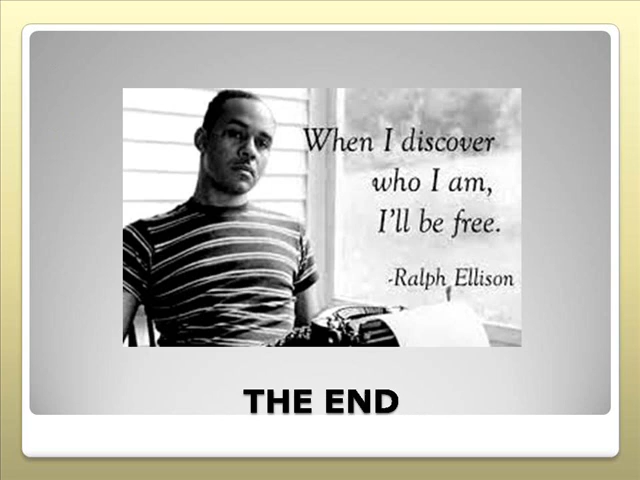 When I discover
who I am,
I'll be free.
-Ralph Ellison
THE END